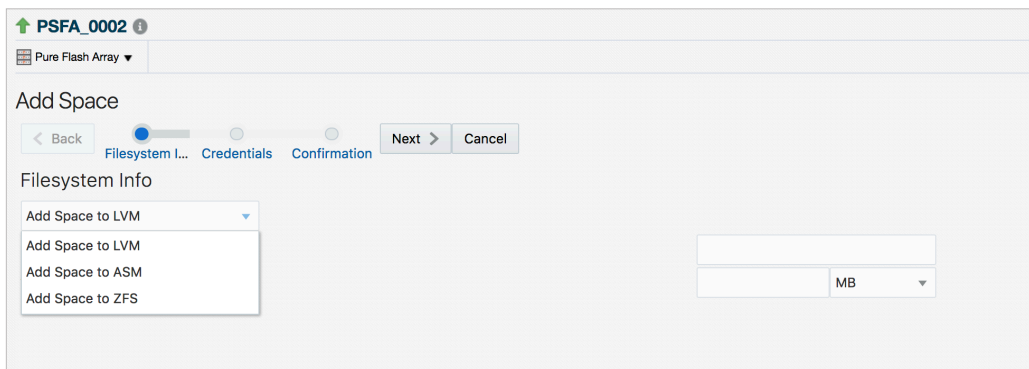 PSFA_0002
Pure Flash Array
Add Space
Back
Filesystem I...
Credentials
Confirmation
Next
Cancel
Filesystem Info
Add Space to LVM
Add Space to LVM
Add Space to ASM
Add Space to ZFS
MB